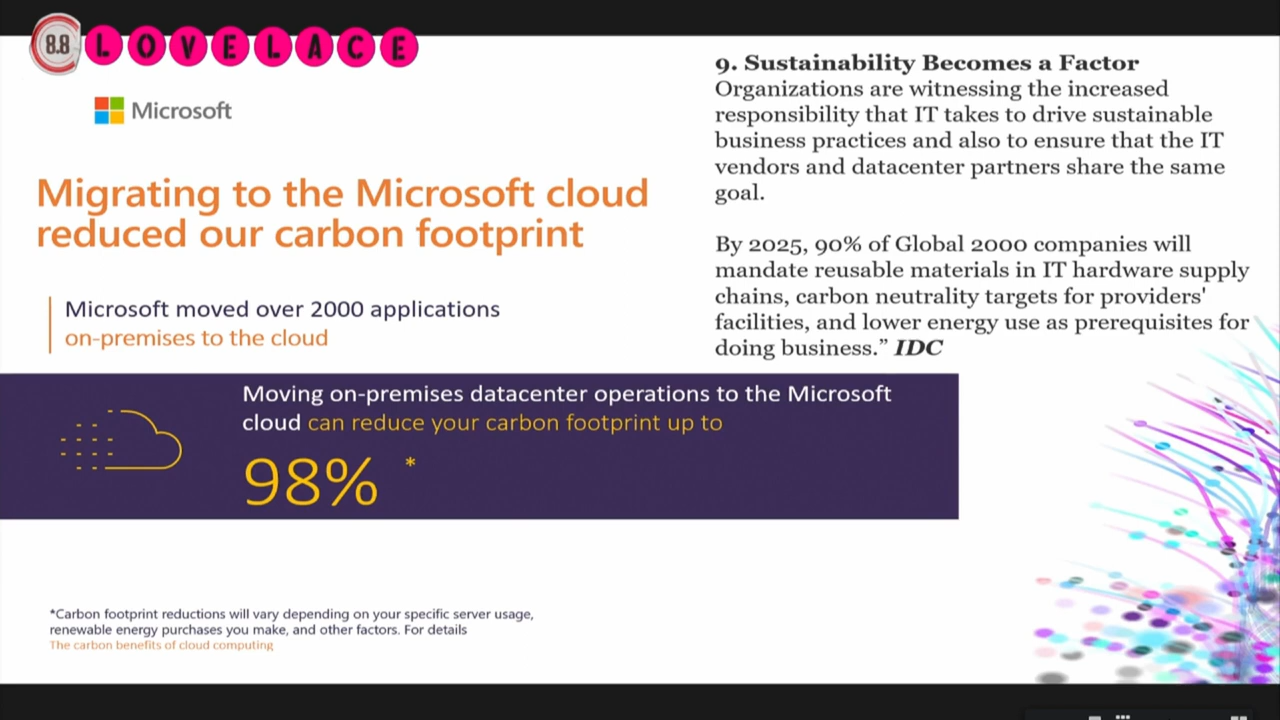 8.8 LOVELACE
Microsoft
Migrating to the Microsoft cloud
reduced our carbon footprint
Microsoft moved over 2000 applications
on-premises to the cloud
Moving on-premises datacenter operations to the Microsoft
cloud can reduce your carbon footprint up to
98% *
*Carbon footprint reductions will vary depending on your specific server usage,
renewable energy purchases you make, and other factors. For details
The carbon benefits of cloud computing
9. Sustainability Becomes a Factor
Organizations are witnessing the increased
responsibility that IT takes to drive sustainable
business practices and also to ensure that the IT
vendors and datacenter partners share the same
goal.
By 2025, 90% of Global 2000 companies will
mandate reusable materials in IT hardware supply
chains, carbon neutrality targets for providers'
facilities, and lower energy use as prerequisites for
doing business.” IDC